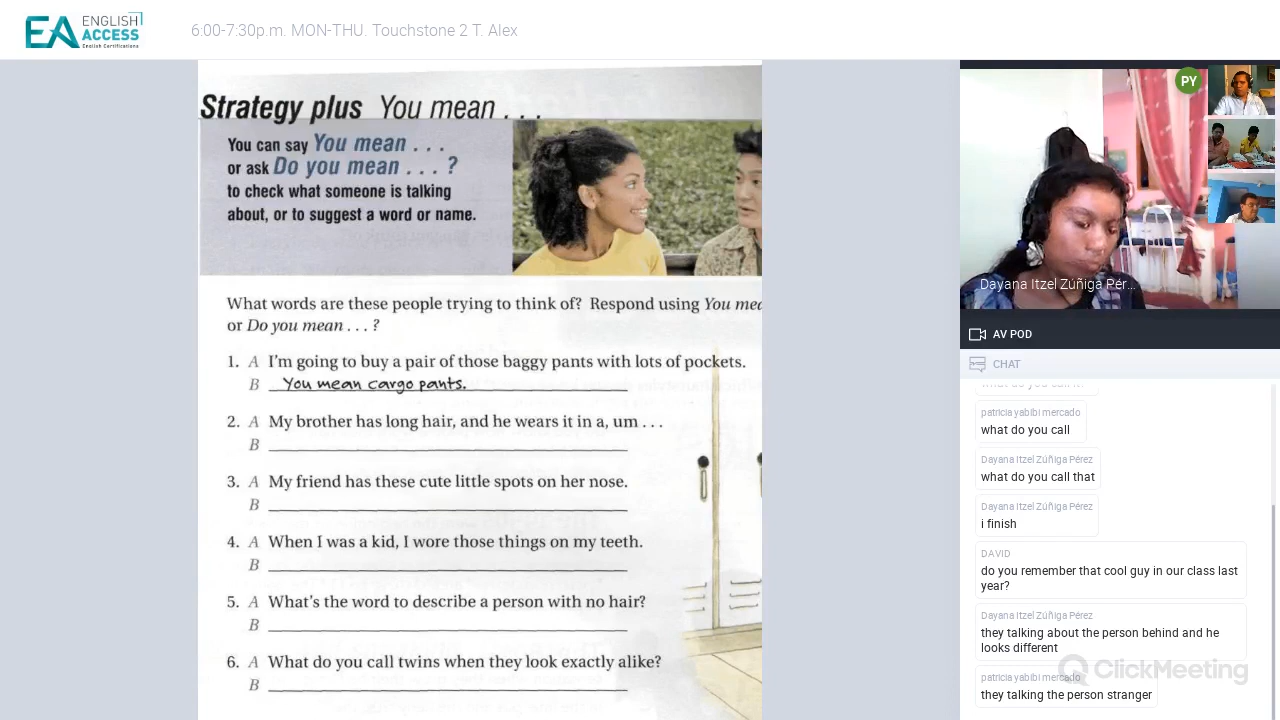 ENGLISH
EA ACCESS
English Certifications
6:00-7:30p.m. MON-THU. Touchstone 2 T. Alex
Strategy plus You mean . . .
You can say You mean . . .
or ask Do you mean . . . ?
to check what someone is talking
about, or to suggest a word or name.
What words are these people trying to think of? Respond using You
or Do you mean . . . ?
1. A I'm going to buy a pair of those baggy pants with lots of pockets.
B You mean cargo pants.
2. A My brother has long hair, and he wears it in a, um . . .
B
3. A My friend has these cute little spots on her nose.
B
4. A When I was a kid, I wore those things on my teeth.
B
5. A What's the word to describe a person with no hair?
B
6. A What do you call twins when they look exactly alike?
B
PY
Dayana Itzel Zúñiga Pér...
AV POD
CHAT
patricia yabibi mercado
what do you call
Dayana Itzel Zúñiga Pérez
what do you call that
Dayana Itzel Zúñiga Pérez
i finish
DAVID
do you remember that cool guy in our class last
year?
Dayana Itzel Zúñiga Pérez
they talking about the person behind and he
looks different
ClickMeeting
patricia yabibi mercado
they talking the person stranger